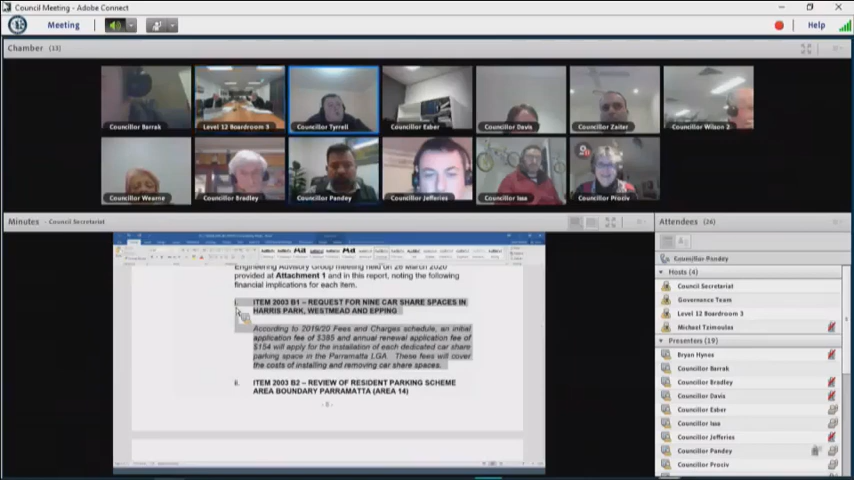 Council Meeting - Adobe Connect
Meeting
Help
Chamber (13)
Councillor Barrak
Level 12 Boardroom 3
Councillor Tyrrell
Councillor Esber
Councillor Davis
Councillor Zaiter
Councillor Wilson 2
Councillor Wearne
Councillor Bradley
Councillor Pandey
Councillor Jefferies
Councillor Issa
Councillor Prociv
Minutes - Council Secretariat
Engineering Advisory Group meeting held on 26 March 2020
provided at Attachment 1 and in this report, noting the following
financial implications for each item.
i. ITEM 2003 B1 – REQUEST FOR NINE CAR SHARE SPACES IN
HARRIS PARK, WESTMEAD AND EPPING
According to 2019/20 Fees and Charges schedule, an initial
application fee of $385 and annual renewal application fee of
$154 will apply for the installation of each dedicated car share
parking space in the Parramatta LGA. These fees will cover
the costs of installing and removing car share spaces.
ii. ITEM 2003 B2 – REVIEW OF RESIDENT PARKING SCHEME
AREA BOUNDARY PARRAMATTA (AREA 14)
- 8 -
Attendees (26)
Councillor Pandey
Hosts (4)
Council Secretariat
Governance Team
Level 12 Boardroom 3
Michael Tzimoulas
Presenters (19)
Bryan Hynes
Councillor Barrak
Councillor Bradley
Councillor Davis
Councillor Esber
Councillor Issa
Councillor Jefferies
Councillor Pandey
Councillor Prociv